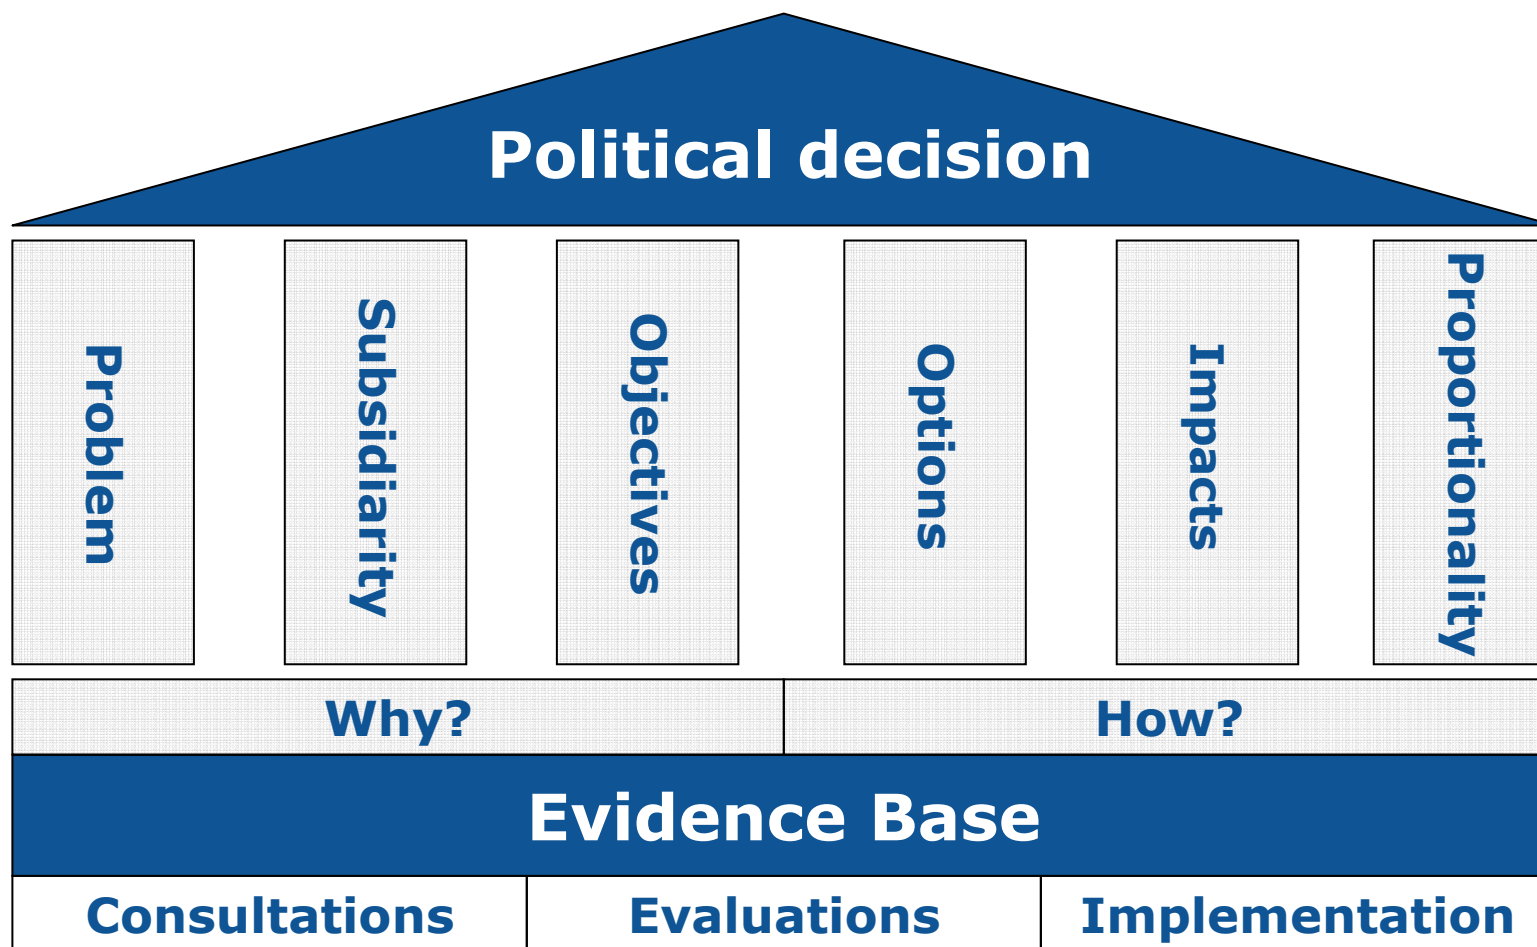 Political decision
Problem
Subsidiarity
Objectives
Options
Impacts
Proportionality
Why?
How?
Evidence Base
Consultations
Evaluations
Implementation